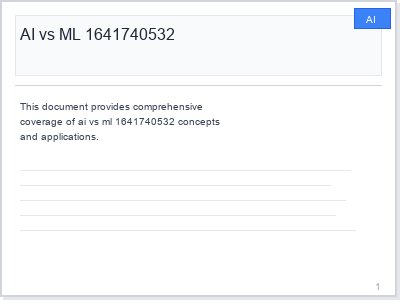 AI
AI vs ML 1641740532
This document provides comprehensive
coverage of ai vs ml 1641740532 concepts
and applications.
1